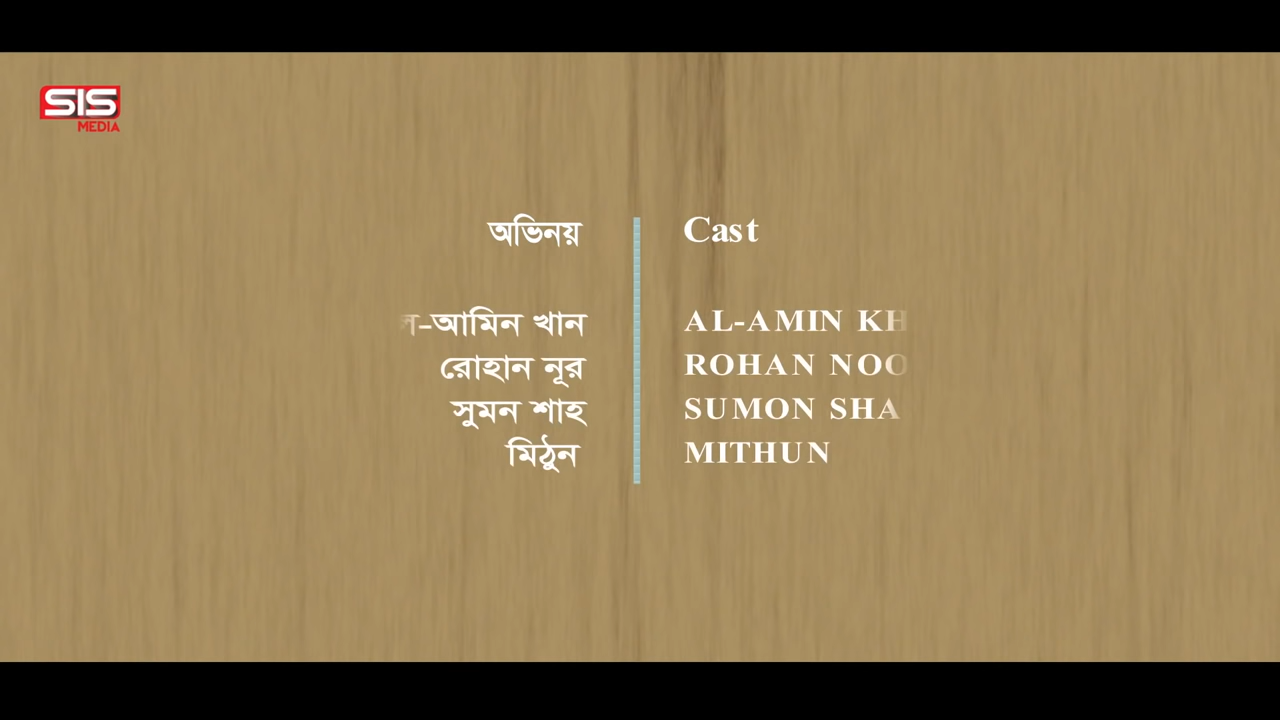 SIS
MEDIA
অভিনয়
Cast
-আমিন খান
AL-AMIN
রোহান নূর
ROHAN
সুমন শাহ
SUMON
মিঠুন
MITHUN